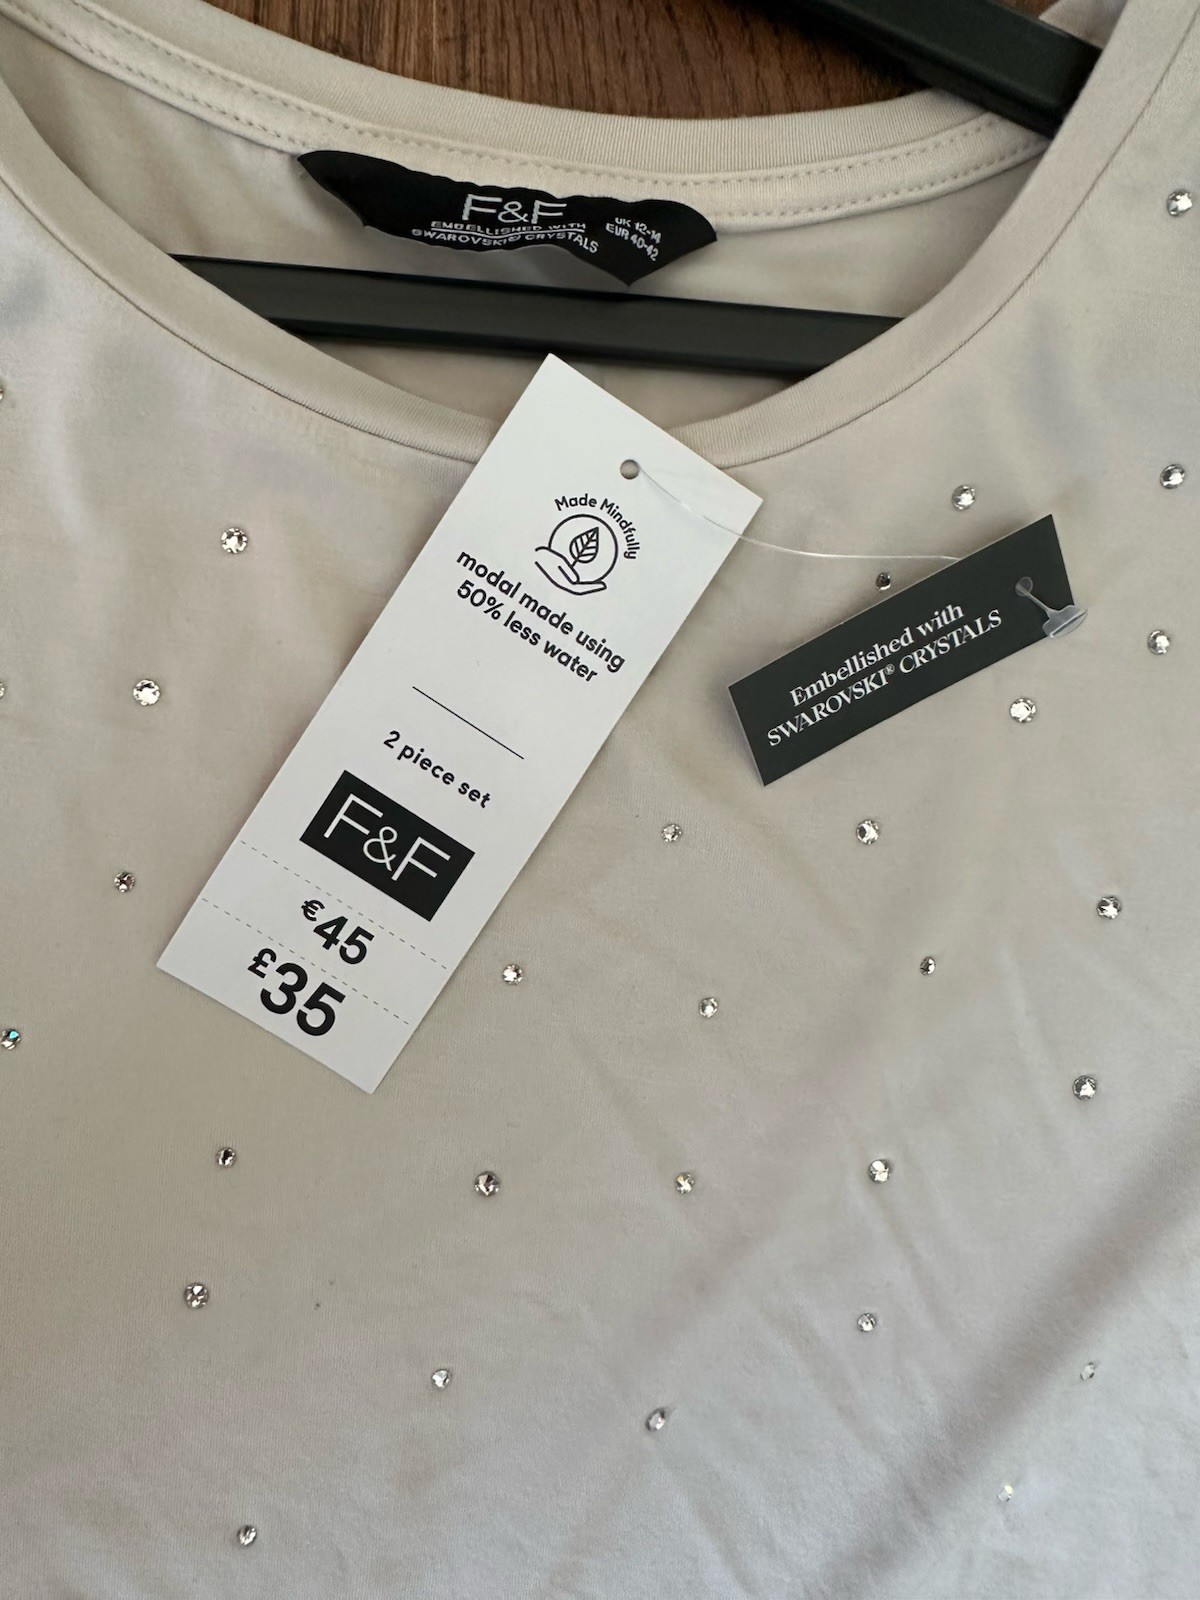 F&F
EMBELLISHED WITH
SWAROVSKI® CRYSTALS
UK 12-14
EUR 40-42
Made Mindfully
modal made using
50% less water
2 piece set
F&F
€45
£35
Embellished with
SWAROVSKI® CRYSTALS